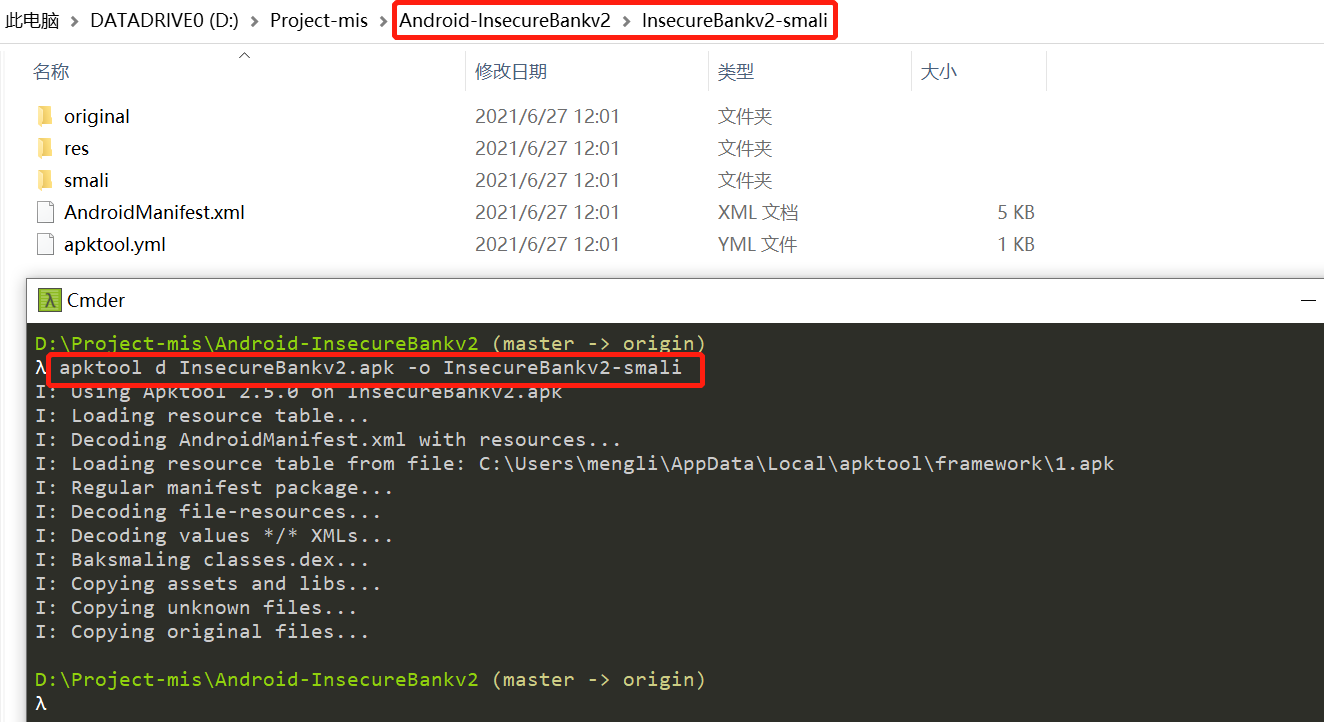 此电脑 > DATADRIVE0 (D:) > Project-mis > Android-InsecureBankv2 > InsecureBankv2-smali
名称 修改日期 类型 大小
original 2021/6/27 12:01 文件夹
res 2021/6/27 12:01 文件夹
smali 2021/6/27 12:01 文件夹
AndroidManifest.xml 2021/6/27 12:01 XML 文档 5 KB
apktool.yml 2021/6/27 12:01 YML 文件 1 KB
λ Cmder
D:\Project-mis\Android-InsecureBankv2 (master -> origin)
λ apktool d InsecureBankv2.apk -o InsecureBankv2-smali
I: Using Apktool 2.5.0 on InsecureBankv2.apk
I: Loading resource table...
I: Decoding AndroidManifest.xml with resources...
I: Loading resource table from file: C:\Users\mengli\AppData\Local\apktool\framework\1.apk
I: Regular manifest package...
I: Decoding file-resources...
I: Decoding values */* XMLs...
I: Baksmaling classes.dex...
I: Copying assets and libs...
I: Copying unknown files...
I: Copying original files...
D:\Project-mis\Android-InsecureBankv2 (master -> origin)
λ